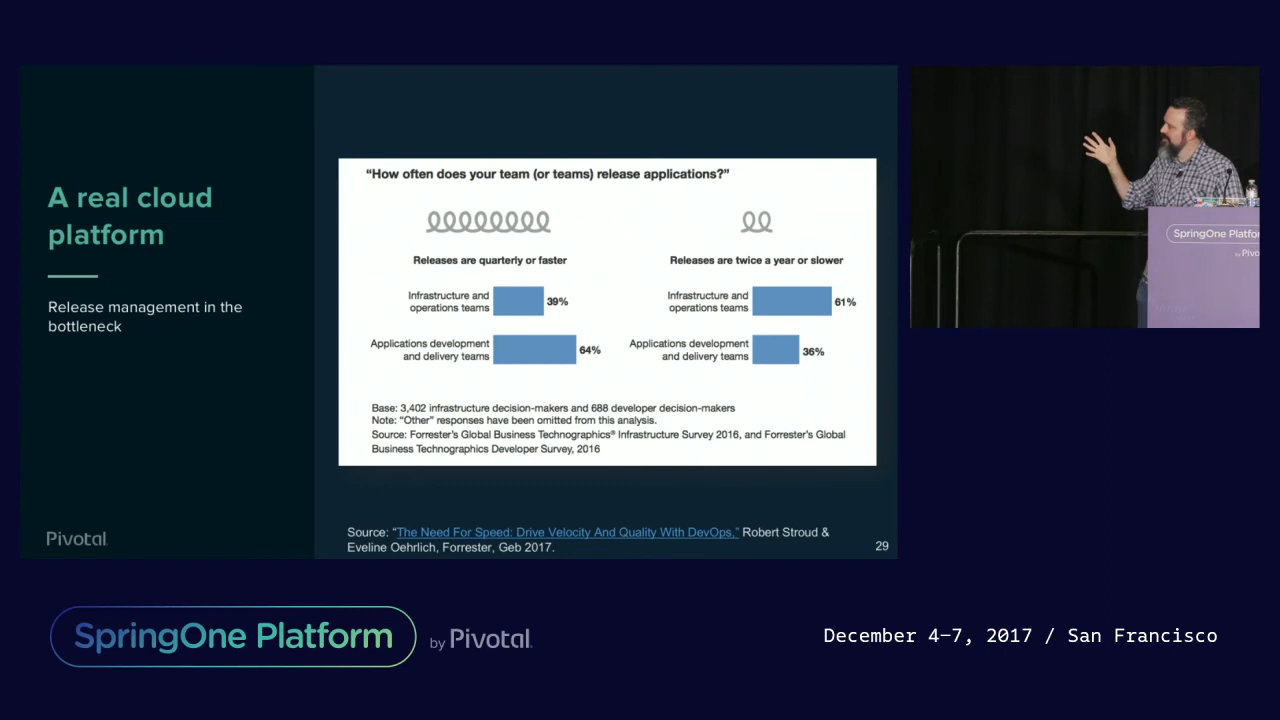 A real cloud
platform
Release management in the
bottleneck
Pivotal
“How often does your team (or teams) release applications?”
Releases are quarterly or faster
Infrastructure and
operations teams
39%
Applications development
and delivery teams
64%
Releases are twice a year or slower
Infrastructure and
operations teams
61%
Applications development
and delivery teams
36%
Base: 3,402 infrastructure decision-makers and 688 developer decision-makers
Note: “Other” responses have been omitted from this analysis.
Source: Forrester’s Global Business Technographics® Infrastructure Survey 2016, and Forrester’s Global
Business Technographics Developer Survey, 2016
Source: “The Need For Speed: Drive Velocity And Quality With DevOps,” Robert Stroud &
Eveline Oehrlich, Forrester, Geb 2017.
29
SpringOne Platfor
by Pivo
SpringOne Platform
by Pivotal.
December 4–7, 2017 / San Francisco